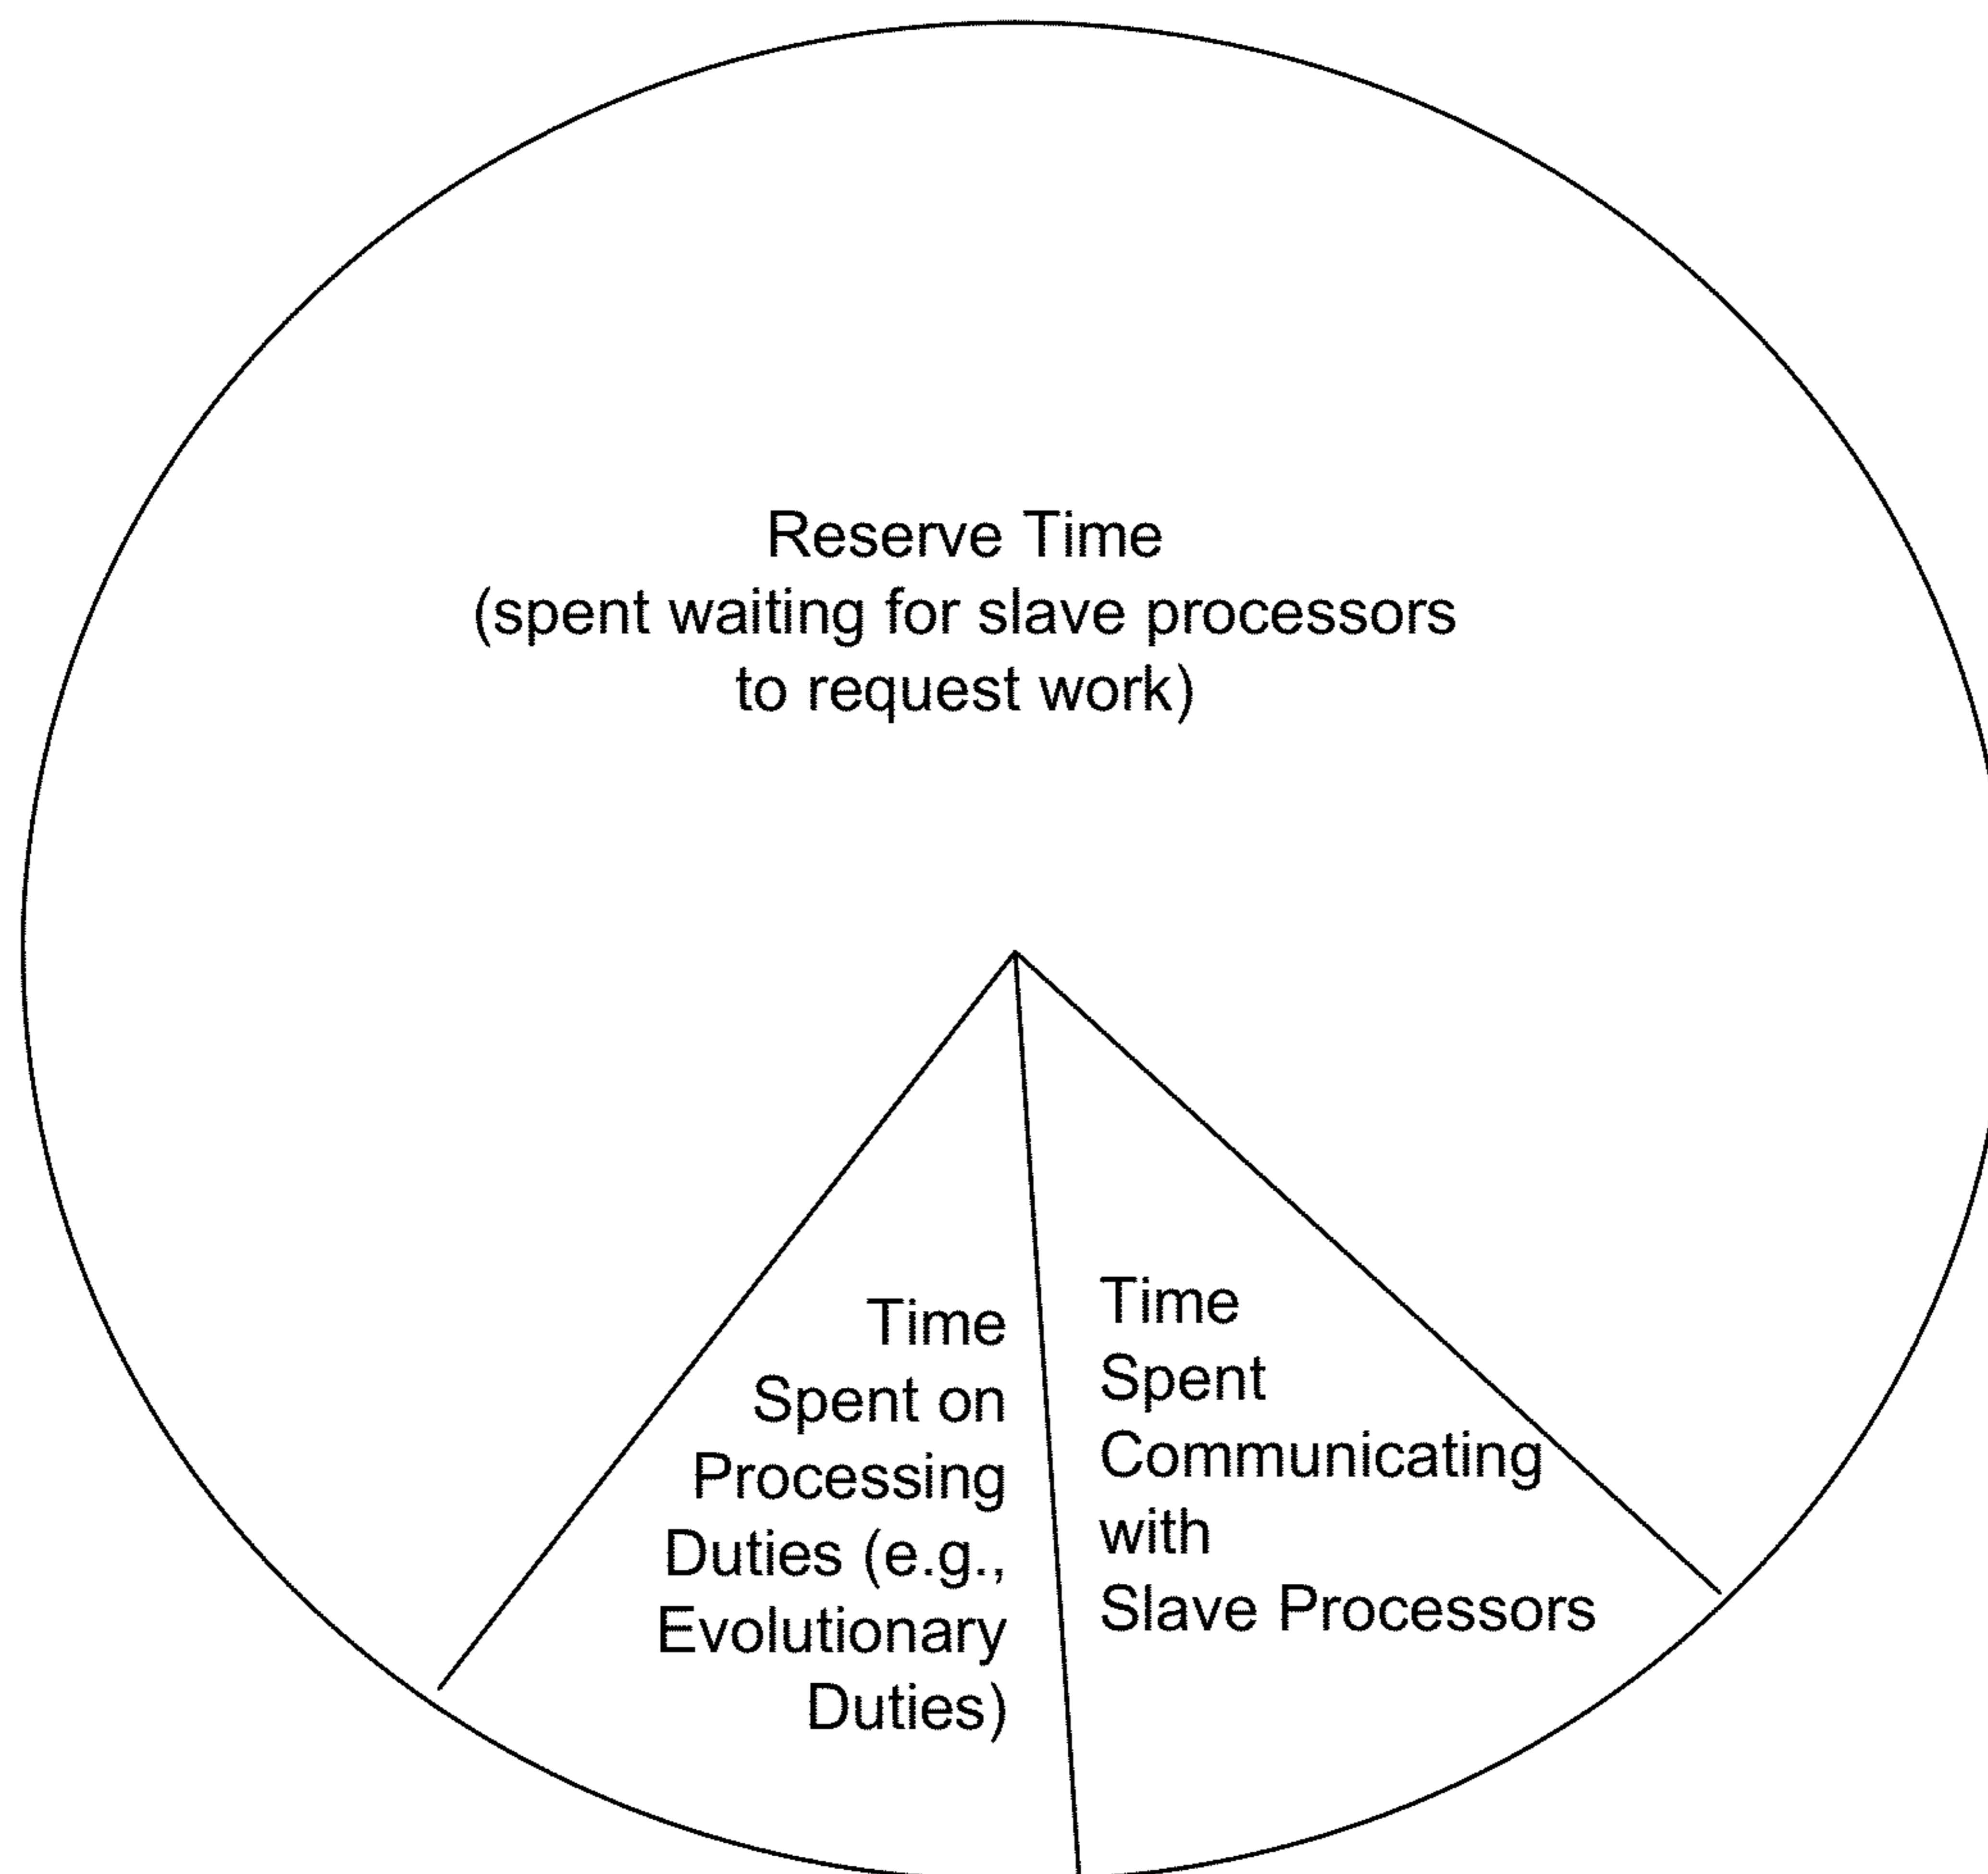 Reserve Time
(spent waiting for slave processors
to request work)
Time
Spent on
Processing
Duties (e.g.,
Evolutionary
Duties)
Time
Spent
Communicating
with
Slave Processors